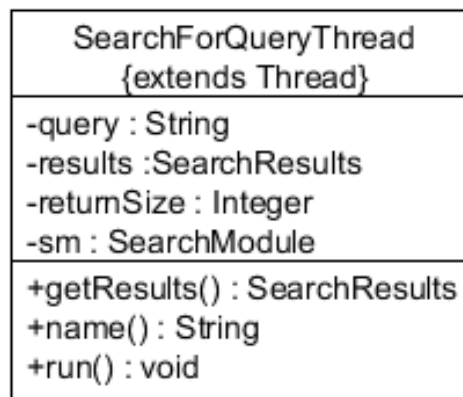 SearchForQueryThread
{extends Thread}
-query : String
-results :SearchResults
-returnSize : Integer
-sm : SearchModule
+getResults() : SearchResults
+name() : String
+run() : void